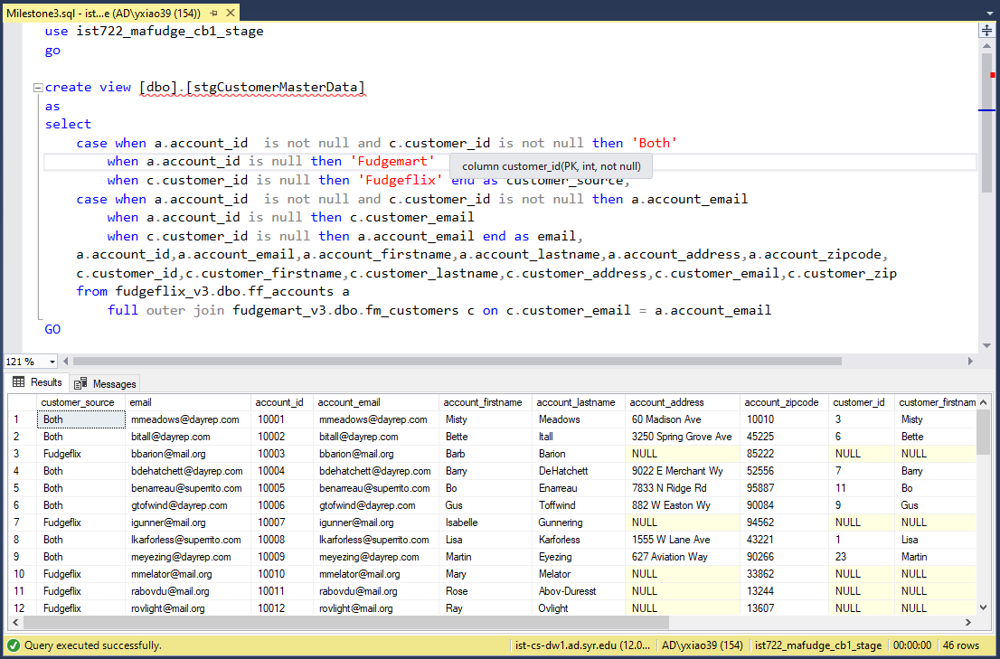 Milestone3.sql - ist...e (AD\yxiao39 (154))
use ist722_mafudge_cb1_stage
go
create view [dbo].[stgCustomerMasterData]
as
select
case when a.account_id  is not null and c.customer_id is not null then 'Both'
when a.account_id is null then 'Fudgemart'
column customer_id(PK, int, not null)
when c.customer_id is null then 'Fudgeflix' end as customer_source,
case when a.account_id  is not null and c.customer_id is not null then a.account_email
when a.account_id is null then c.customer_email
when c.customer_id is null then a.account_email end as email,
a.account_id,a.account_email,a.account_firstname,a.account_lastname,a.account_address,a.account_zipcode,
c.customer_id,c.customer_firstname,c.customer_lastname,c.customer_address,c.customer_email,c.customer_zip
from fudgeflix_v3.dbo.ff_accounts a
full outer join fudgemart_v3.dbo.fm_customers c on c.customer_email = a.account_email
GO
121 %
Results Messages
customer_source email account_id account_email account_firstname account_lastname account_address account_zipcode customer_id customer_firstnam
1 Both mmeadows@dayrep.com 10001 mmeadows@dayrep.com Misty Meadows 60 Madison Ave 10010 3 Misty
2 Both bitall@dayrep.com 10002 bitall@dayrep.com Bette Itall 3250 Spring Grove Ave 45225 6 Bette
3 Fudgeflix bbarion@mail.org 10003 bbarion@mail.org Barb Barion NULL 85222 NULL NULL
4 Both bdehatchett@dayrep.com 10004 bdehatchett@dayrep.com Barry DeHatchett 9022 E Merchant Wy 52556 7 Barry
5 Both benarreau@superrito.com 10005 benarreau@superrito.com Bo Enarreau 7833 N Ridge Rd 95887 11 Bo
6 Both gtofwind@dayrep.com 10006 gtofwind@dayrep.com Gus Toffwind 882 W Easton Wy 90084 9 Gus
7 Fudgeflix igunner@mail.org 10007 igunner@mail.org Isabelle Gunnering NULL 94562 NULL NULL
8 Both lkarforless@superrito.com 10008 lkarforless@superrito.com Lisa Karforless 1555 W Lane Ave 43221 1 Lisa
9 Both meyezing@dayrep.com 10009 meyezing@dayrep.com Martin Eyezing 627 Aviation Way 90266 23 Martin
10 Fudgeflix mmelator@mail.org 10010 mmelator@mail.org Mary Melator NULL 33862 NULL NULL
11 Fudgeflix rabovdu@mail.org 10011 rabovdu@mail.org Rose Abov-Duresst NULL 13244 NULL NULL
12 Fudgeflix rovlight@mail.org 10012 rovlight@mail.org Ray Ovlight NULL 13607 NULL NULL
Query executed successfully. ist-cs-dw1.ad.syr.edu (12.0... AD\yxiao39 (154) ist722_mafudge_cb1_stage 00:00:00 46 rows